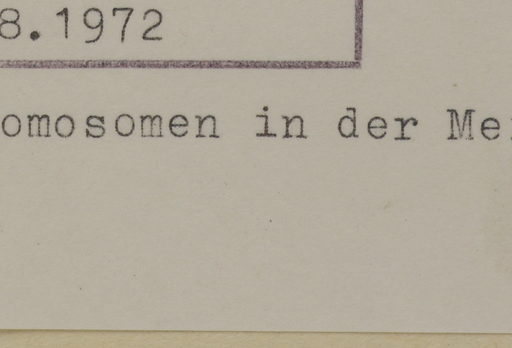 8.1972
omosomen in der Me